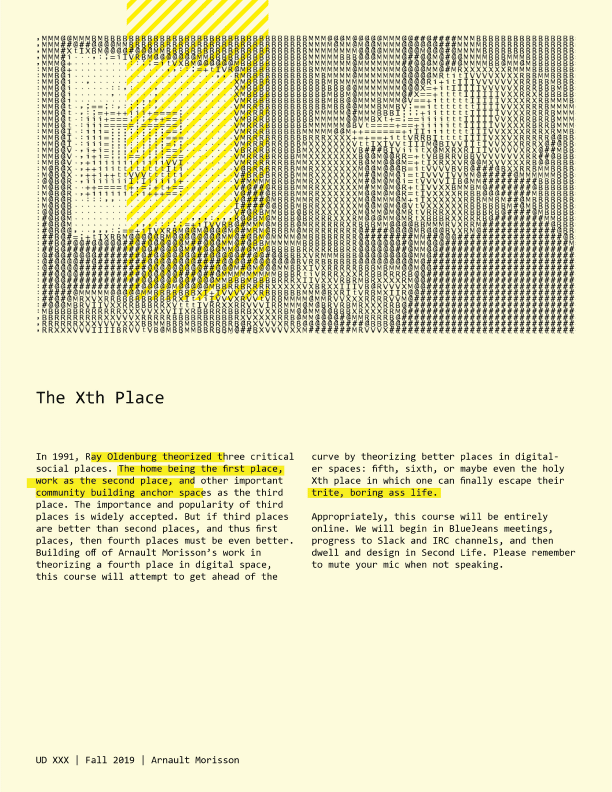 The Xth Place
In 1991, Ray Oldenburg theorized three critical
social places. The home being the first place,
work as the second place, and other important
community building anchor spaces as the third
place. The importance and popularity of third
places is widely accepted. But if third places
are better than second places, and thus first
places, then fourth places must be even better.
Building off of Arnault Morisson’s work in
theorizing a fourth place in digital space,
this course will attempt to get ahead of the
curve by theorizing better places in digital-
er spaces: fifth, sixth, or maybe even the holy
Xth place in which one can finally escape their
trite, boring ass life.
Appropriately, this course will be entirely
online. We will begin in BlueJeans meetings,
progress to Slack and IRC channels, and then
dwell and design in Second Life. Please remember
to mute your mic when not speaking.
UD XXX | Fall 2019 | Arnault Morisson